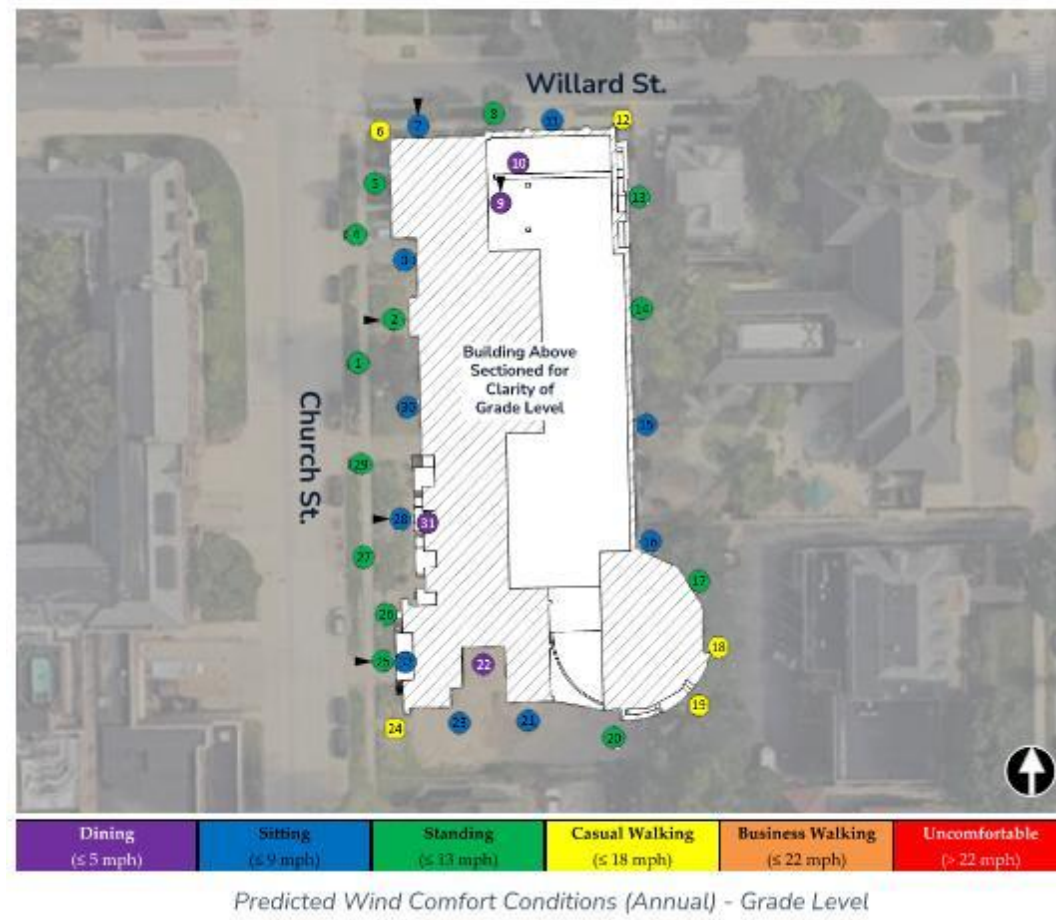 Willard St.
8
11
12
6
7
10
5
13
9
4
3
14
2
1
Building Above
Sectioned for
Clarity of
Grade Level
Church St.
30
15
29
28
31
16
27
17
26
18
25
22
19
24
23
21
20
Dining
Sitting
Standing
Casual Walking
Business Walking
Uncomfortable
(≤ 5 mph)
(≤ 9 mph)
(≤ 13 mph)
(≤ 18 mph)
(≤ 22 mph)
(> 22 mph)
Predicted Wind Comfort Conditions (Annual) - Grade Level